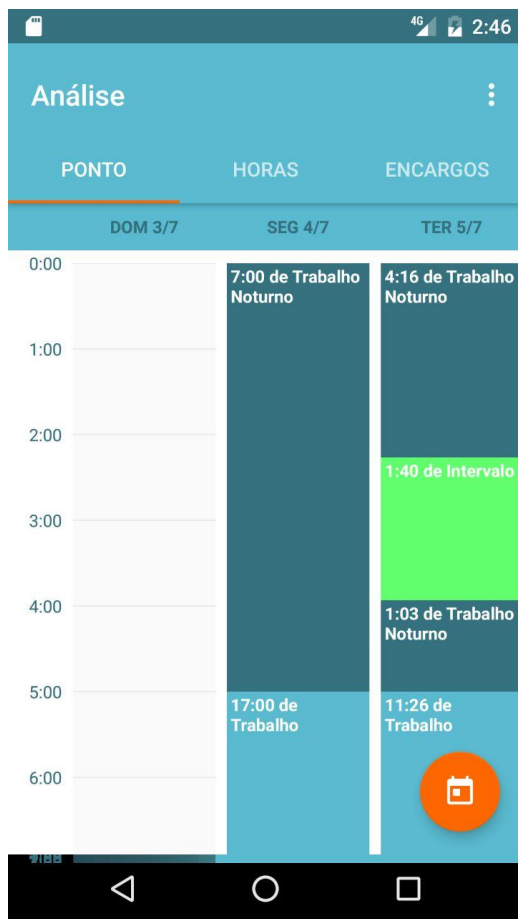 4G 2:46
Análise
PONTO HORAS ENCARGOS
DOM 3/7 SEG 4/7 TER 5/7
0:00
7:00 de Trabalho
Noturno
4:16 de Trabalho
Noturno
1:00
2:00
1:40 de Intervalo
3:00
4:00
1:03 de Trabalho
Noturno
5:00
17:00 de
Trabalho
11:26 de
Trabalho
6:00